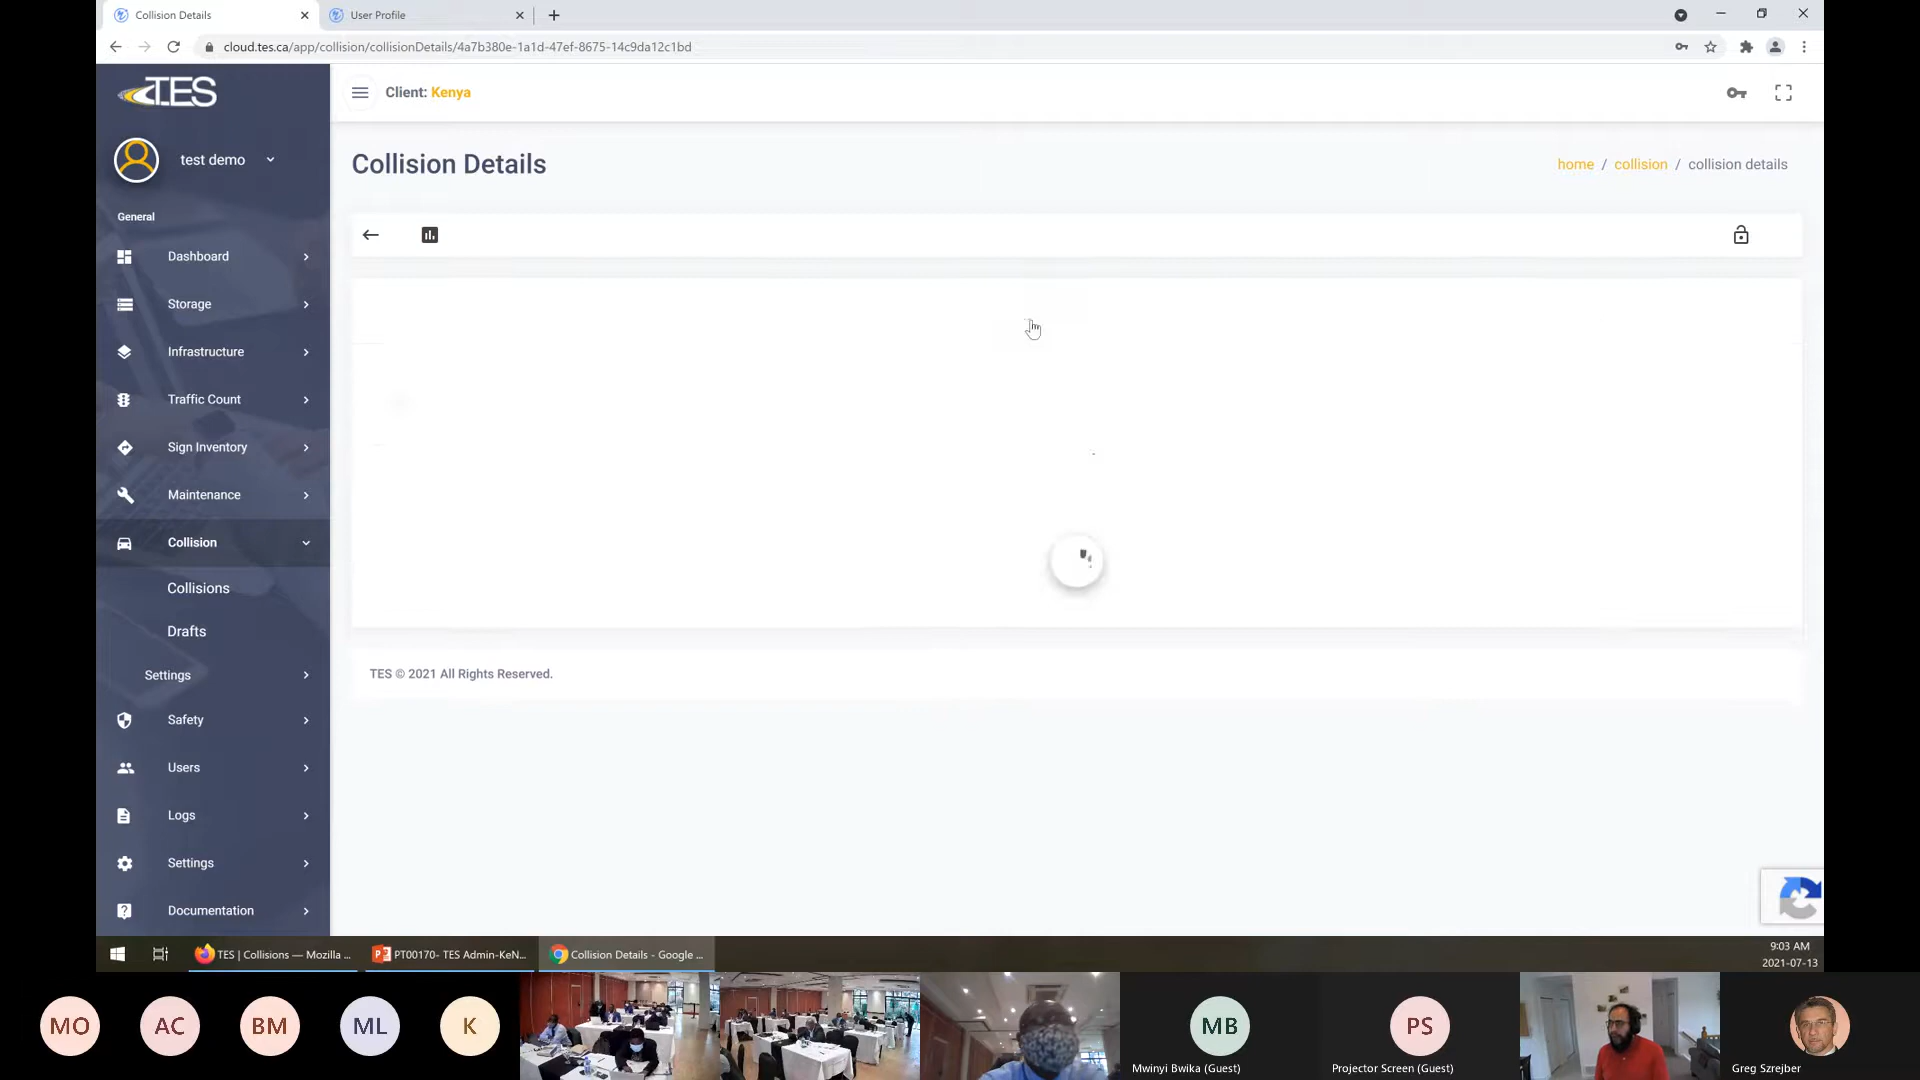 Collision Details
User Profile
cloud.tes.ca/app/collision/collisionDetails/4a7b380e-1a1d-47ef-8675-14c9da12c1bd
TES
Client: Kenya
test demo
Collision Details
home / collision / collision details
General
Dashboard
Storage
Infrastructure
Traffic Count
Sign Inventory
Maintenance
Collision
Collisions
Drafts
Settings
TES © 2021 All Rights Reserved.
Safety
Users
Logs
Settings
Documentation
TES | Collisions — Mozilla ...
PT00170- TES Admin-KeN...
Collision Details - Google ...
9:03 AM
2021-07-13
MO
AC
BM
ML
K
MB
PS
Mwinyi Bwika (Guest)
Projector Screen (Guest)
Greg Szrejber